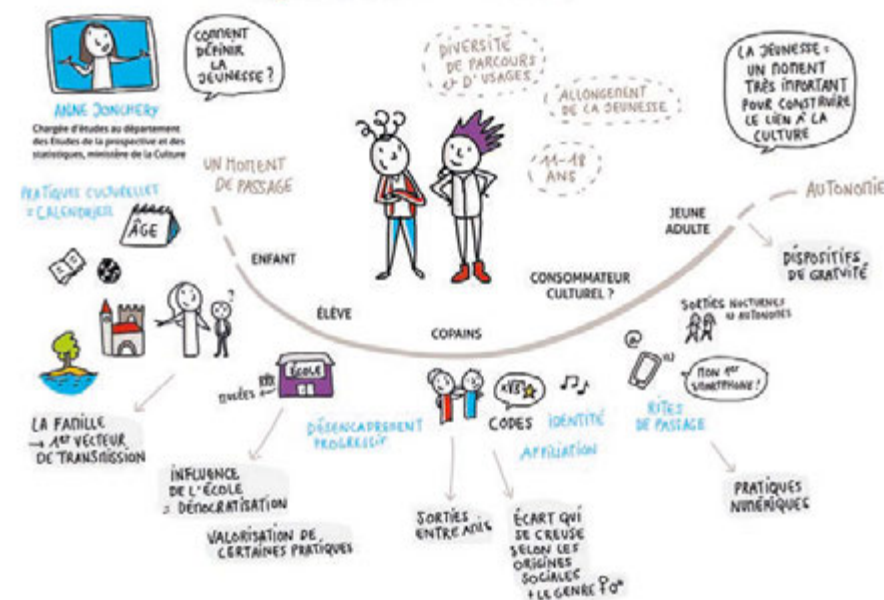 COMMENT
DÉFINIR
LA
JEUNESSE ?
ANNE JONCHERY
Chargée d'études au département
des Etudes de la prospective et des
statistiques, ministère de la Culture
DIVERSITÉ
DE PARCOURS
et D'USAGES
ALLONGEMENT
DE LA JEUNESSE
11-18
ANS
LA JEUNESSE :
UN MOMENT
TRÈS IMPORTANT
POUR CONSTRUIRE
LE LIEN À LA
CULTURE
UN MOMENT
DE PASSAGE
PRATIQUES CULTURELLES
= CALENDRIER
ÂGE
ENFANT
ÉLÈVE
COPAINS
CONSOMMATEUR
CULTUREL ?
JEUNE
ADULTE
AUTONOMIE
DISPOSITIFS
DE GRATUITÉ
?
LA FAMILLE
→ 1er VECTEUR
DE TRANSMISSION
ÉCOLE
MUSÉES
INFLUENCE
DE L'ÉCOLE
= DÉMOCRATISATION
VALORISATION DE
CERTAINES PRATIQUES
DÉSENCADREMENT
PROGRESSIF
CODES
IDENTITÉ
AFFILIATION
SORTIES
ENTRE AMIS
ÉCART QUI
SE CREUSE
SELON LES
ORIGINES
SOCIALES
+ LE GENRE ♀♂
SORTIES NOCTURNES
AUTONOMES
@
MON 1er
SMARTPHONE !
RITES
DE PASSAGE
PRATIQUES
NUMÉRIQUES